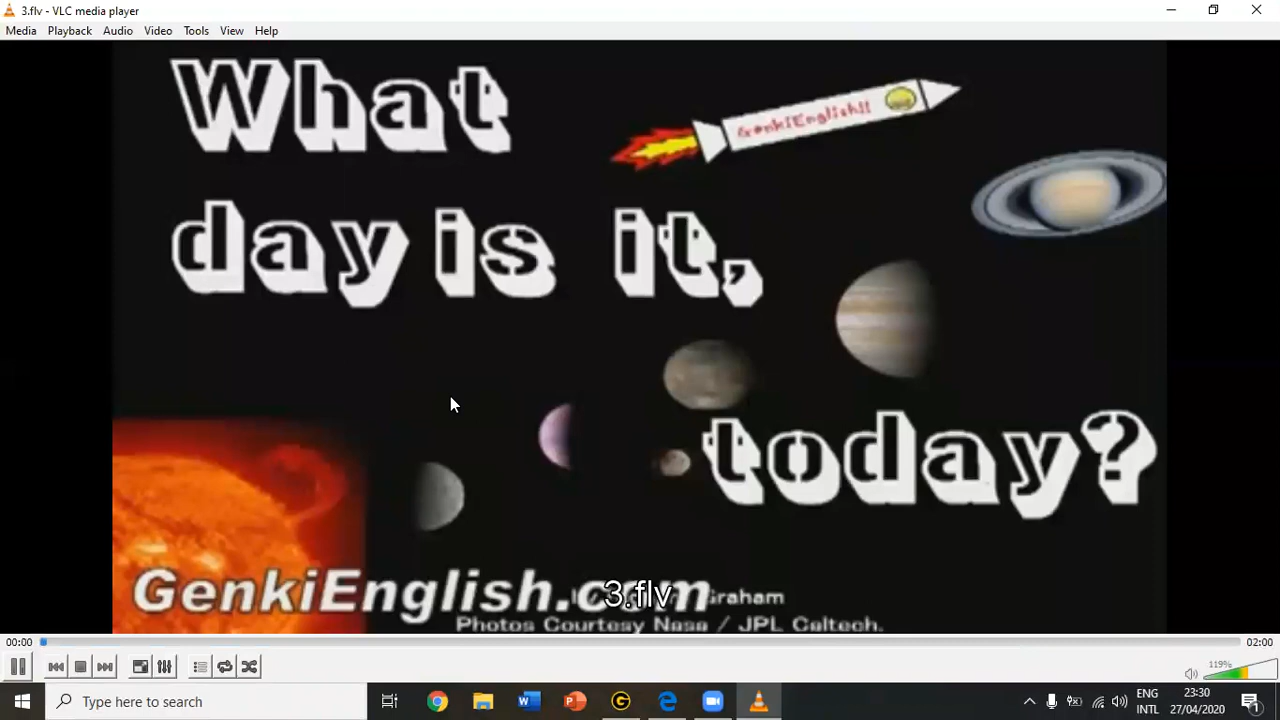 3.flv - VLC media player
Media Playback Audio Video Tools View Help
What
GenkiEnglish!!
day is it,
today?
GenkiEnglish.com
3.flv
Graham
Photos Courtesy Nasa / JPL Caltech.
00:00
02:00
119%
Type here to search
ENG
INTL
23:30
27/04/2020
1